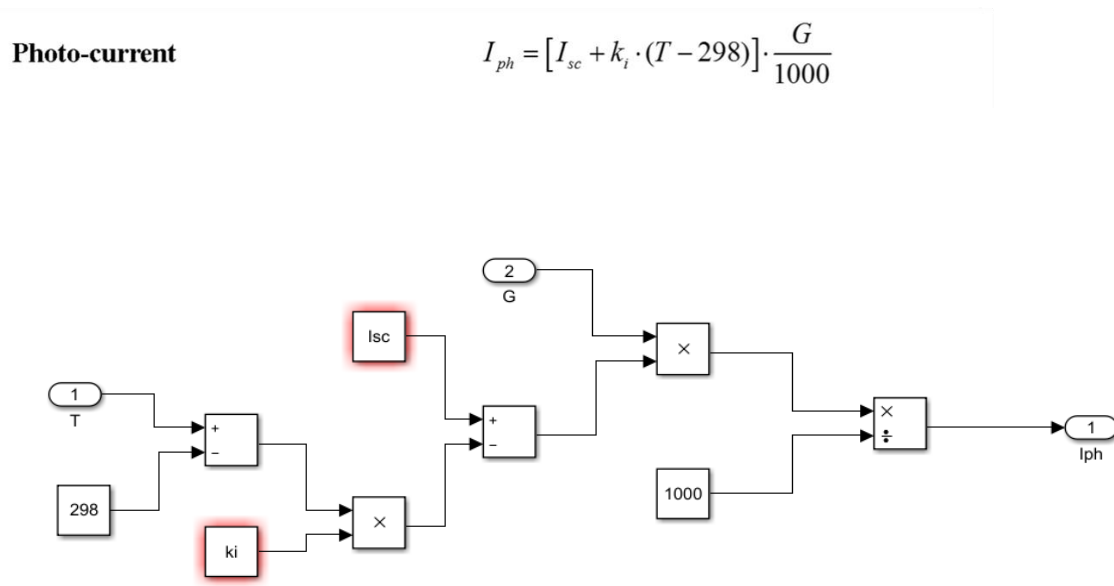 Photo-current
I_ph = [I_sc + k_i · (T − 298)] · G/1000
2
G
Isc
×
1
T
+
−
+
−
×
÷
1
Iph
298
1000
×
ki